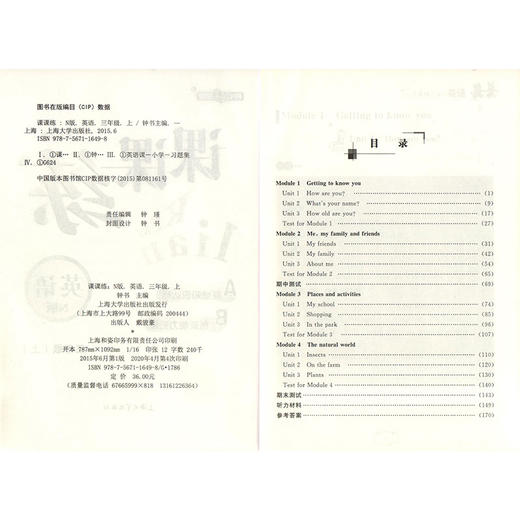 图书在版编目(CIP)数据
课课练:N版.英语.三年级.上/钟书主编.—
上海:上海大学出版社,2015.6
ISBN 978-7-5671-1649-8
Ⅰ.①课… Ⅱ.①钟… Ⅲ.①英语课-小学-习题集
Ⅳ.①G624
中国版本图书馆CIP数据核字(2015)第081161号
责任编辑 钟瑾
封面设计 钟书
课课练:N版.英语.三年级.上
钟书 主编
上海大学出版社出版发行
(上海市上大路99号 邮政编码 200444)
出版人 戴骏豪
上海和姿印务有限责任公司印刷
开本 787mm×1092mm 1/16 印张 12 字数 240千
2015年6月第1版 2020年4月第4次印刷
ISBN 978-7-5671-1649-8/G·1786
定价 36.00元
(质量监督电话 67665999×818 13161226364)
目 录
Module 1 Getting to know you
Unit 1 How are you? (1)
Unit 2 What's your name? (9)
Unit 3 How old are you? (17)
Test for Module 1 (27)
Module 2 Me, my family and friends
Unit 1 My friends (31)
Unit 2 My family (42)
Unit 3 About me (54)
Test for Module 2 (65)
期中测试 (69)
Module 3 Places and activities
Unit 1 My school (74)
Unit 2 Shopping (85)
Unit 3 In the park (96)
Test for Module 3 (107)
Module 4 The natural world
Unit 1 Insects (110)
Unit 2 On the farm (120)
Unit 3 Plants (130)
Test for Module 4 (140)
期末测试 (143)
听力材料 (149)
参考答案 (170)